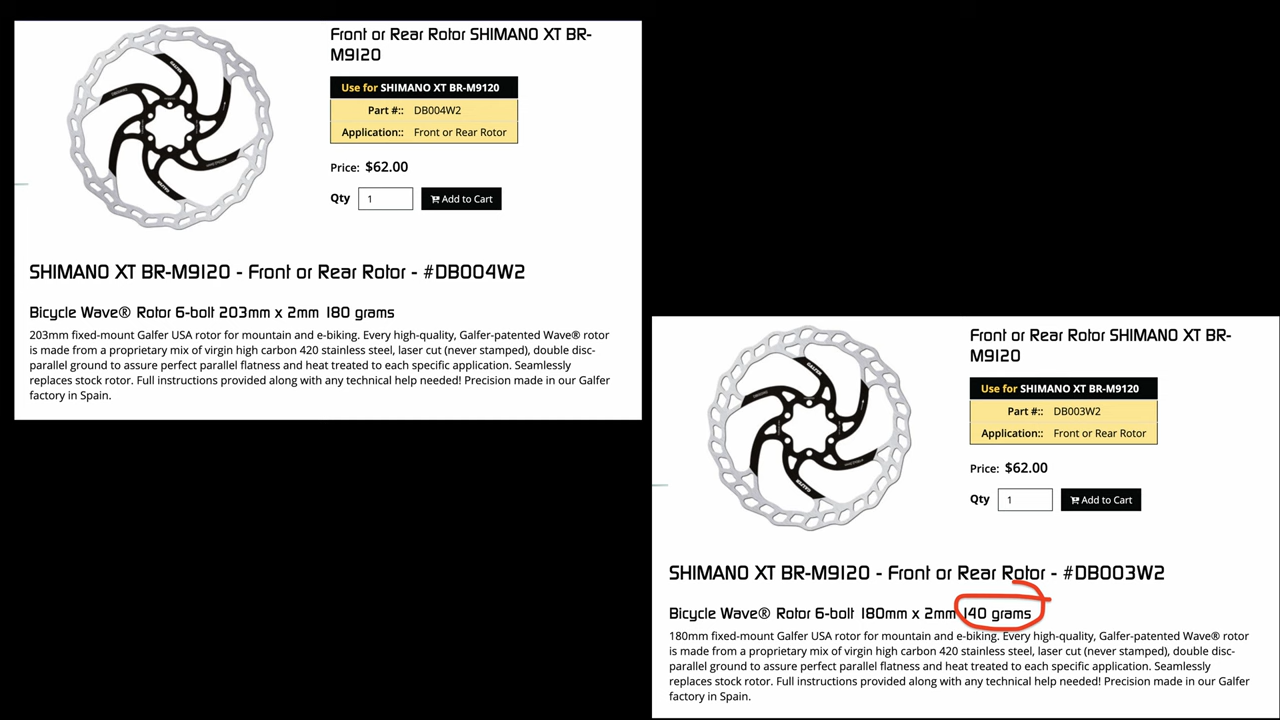 Front or Rear Rotor SHIMANO XT BR-
M9120
Use for SHIMANO XT BR-M9120
Part #:: DB004W2
Application:: Front or Rear Rotor
Price: $62.00
Qty 1 Add to Cart
SHIMANO XT BR-M9120 - Front or Rear Rotor - #DB004W2
Bicycle Wave® Rotor 6-bolt 203mm x 2mm 180 grams
203mm fixed-mount Galfer USA rotor for mountain and e-biking. Every high-quality, Galfer-patented Wave® rotor
is made from a proprietary mix of virgin high carbon 420 stainless steel, laser cut (never stamped), double disc-
parallel ground to assure perfect parallel flatness and heat treated to each specific application. Seamlessly
replaces stock rotor. Full instructions provided along with any technical help needed! Precision made in our Galfer
factory in Spain.
Front or Rear Rotor SHIMANO XT BR-
M9120
Use for SHIMANO XT BR-M9120
Part #:: DB003W2
Application:: Front or Rear Rotor
Price: $62.00
Qty 1 Add to Cart
SHIMANO XT BR-M9120 - Front or Rear Rotor - #DB003W2
Bicycle Wave® Rotor 6-bolt 180mm x 2mm 140 grams
180mm fixed-mount Galfer USA rotor for mountain and e-biking. Every high-quality, Galfer-patented Wave® rotor
is made from a proprietary mix of virgin high carbon 420 stainless steel, laser cut (never stamped), double disc-
parallel ground to assure perfect parallel flatness and heat treated to each specific application. Seamlessly
replaces stock rotor. Full instructions provided along with any technical help needed! Precision made in our Galfer
factory in Spain.